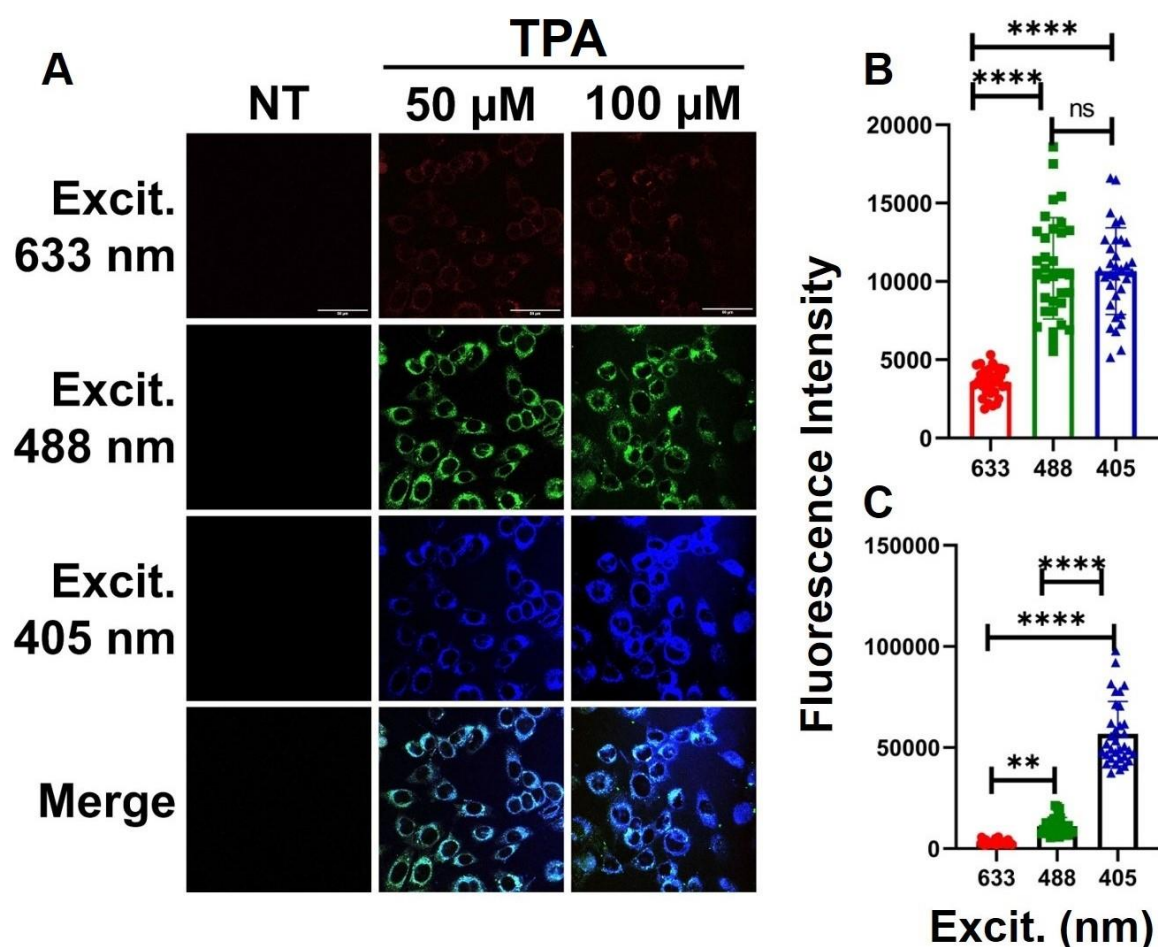 A
TPA
NT
50 µM
100 µM
Excit.
633 nm
Excit.
488 nm
Excit.
405 nm
Merge
B
****
****
ns
20000
15000
10000
5000
0
633
488
405
Fluorescence Intensity
C
150000
100000
50000
0
****
****
**
633
488
405
Excit. (nm)